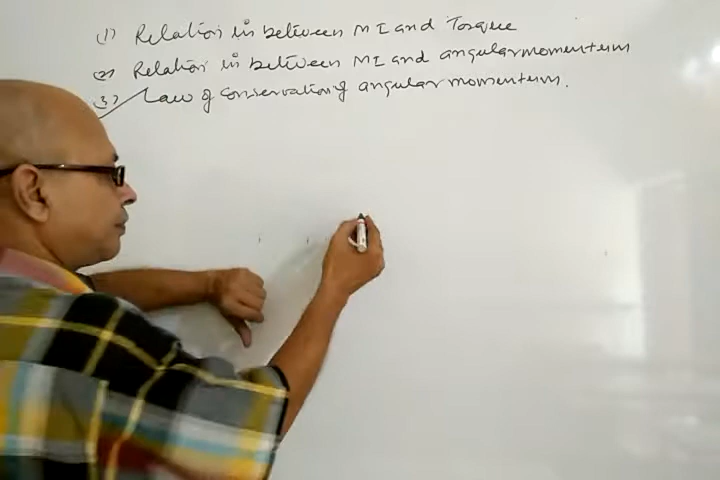 (1) Relation in between MI and Torque
(2) Relation in between MI and angular momentum
(3) Law of conservation of angular momentum.